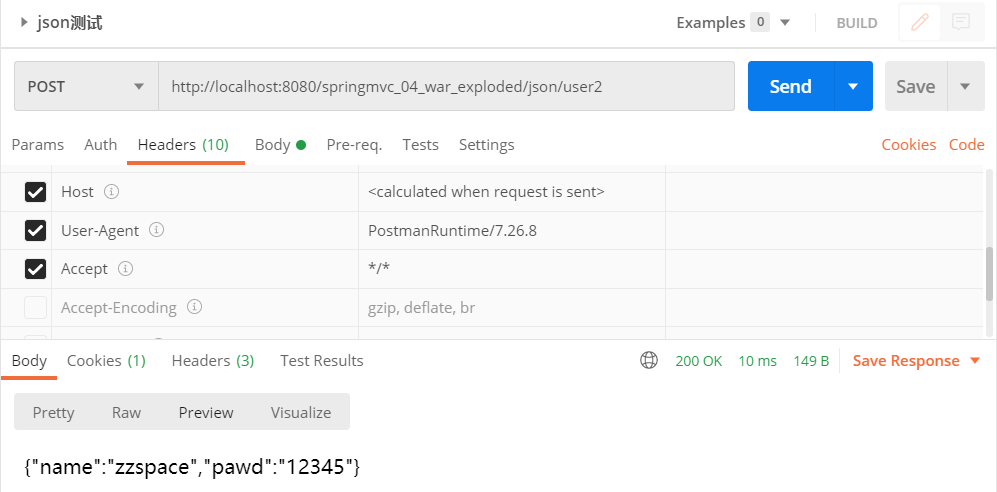 json测试 Examples 0 BUILD
POST http://localhost:8080/springmvc_04_war_exploded/json/user2 Send Save
Params Auth Headers (10) Body Pre-req. Tests Settings Cookies Code
Host <calculated when request is sent>
User-Agent PostmanRuntime/7.26.8
Accept */*
Accept-Encoding gzip, deflate, br
Body Cookies (1) Headers (3) Test Results 200 OK 10 ms 149 B Save Response
Pretty Raw Preview Visualize
{"name":"zzspace","pawd":"12345"}